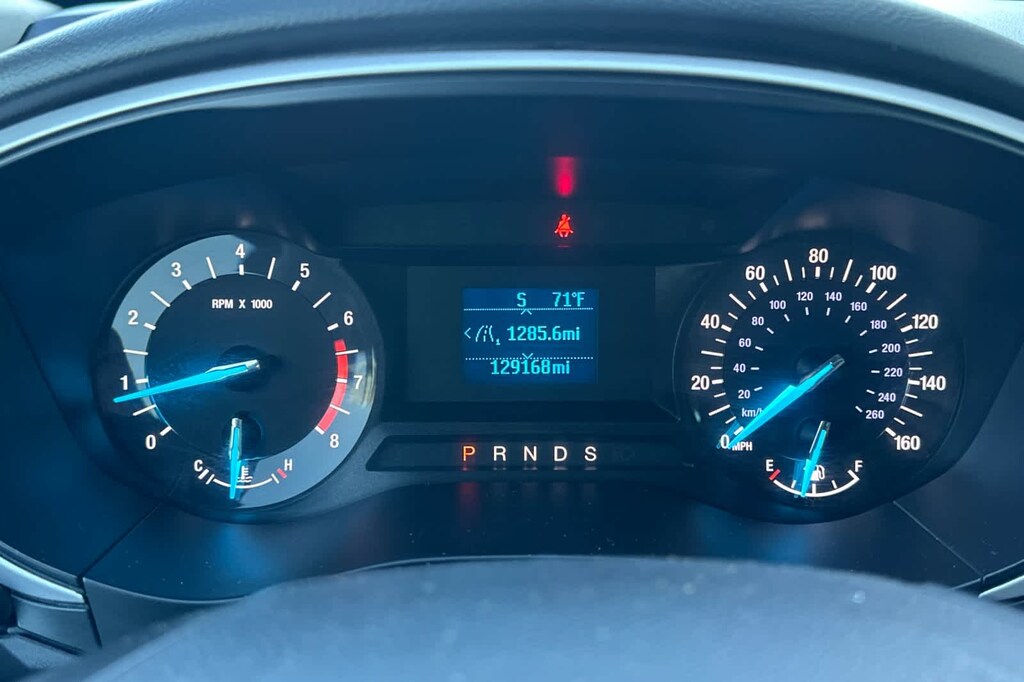 S 71°F
1 1285.6mi
129168mi
P R N D S
0 1 2 3 4 5 6 7 8
RPM X 1000
C H
0 20 40 60 80 100 120 140 160
20 40 60 80 100 120 140 160 180 200 220 240 260
km/h
MPH
E F